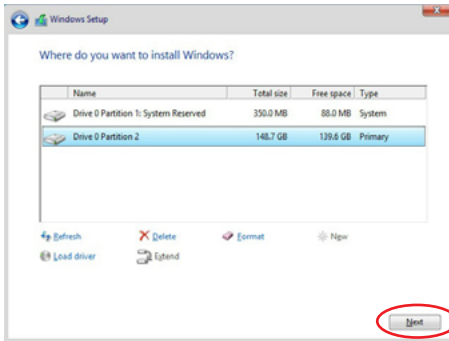 Windows Setup
Where do you want to install Windows?
Name Total size Free space Type
Drive 0 Partition 1: System Reserved 350.0 MB 88.0 MB System
Drive 0 Partition 2 148.7 GB 139.6 GB Primary
Refresh Delete Format New
Load driver Extend
Next